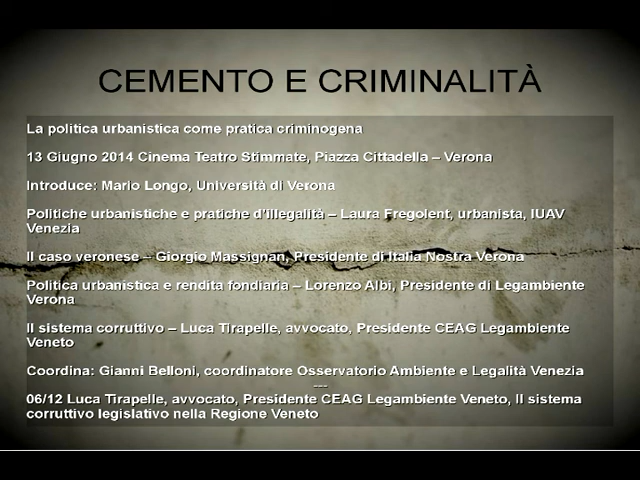 CEMENTO E CRIMINALITÀ
La politica urbanistica come pratica criminogena
13 Giugno 2014 Cinema Teatro Stimmate, Piazza Cittadella – Verona
Introduce: Mario Longo, Università di Verona
Politiche urbanistiche e pratiche d'illegalità – Laura Fregolent, urbanista, IUAV
Venezia
Il caso veronese – Giorgio Massignan, Presidente di Italia Nostra Verona
Politica urbanistica e rendita fondiaria – Lorenzo Albi, Presidente di Legambiente
Verona
Il sistema corruttivo – Luca Tirapelle, avvocato, Presidente CEAG Legambiente
Veneto
Coordina: Gianni Belloni, coordinatore Osservatorio Ambiente e Legalità Venezia
---
06/12 Luca Tirapelle, avvocato, Presidente CEAG Legambiente Veneto, Il sistema
corruttivo legislativo nella Regione Veneto